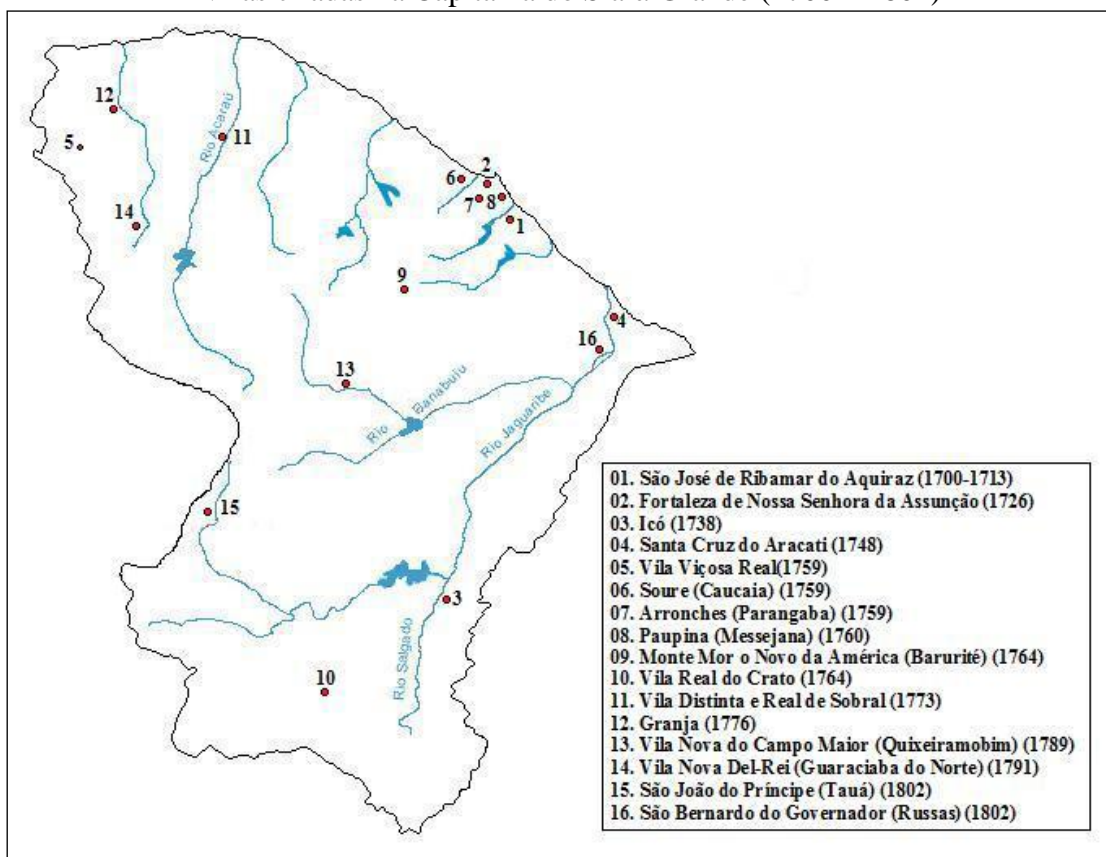 12
5
Rio Acaraú
11
14
6
2
7
8
1
9
4
16
13
Rio Banabuiú
Rio Jaguaribe
15
3
Rio Salgado
10
01. São José de Ribamar do Aquiraz (1700-1713)
02. Fortaleza de Nossa Senhora da Assunção (1726)
03. Icó (1738)
04. Santa Cruz do Aracati (1748)
05. Vila Viçosa Real(1759)
06. Soure (Caucaia) (1759)
07. Arronches (Parangaba) (1759)
08. Paupina (Messejana) (1760)
09. Monte Mor o Novo da América (Barurité) (1764)
10. Vila Real do Crato (1764)
11. Vila Distinta e Real de Sobral (1773)
12. Granja (1776)
13. Vila Nova do Campo Maior (Quixeiramobim) (1789)
14. Vila Nova Del-Rei (Guaraciaba do Norte) (1791)
15. São João do Príncipe (Tauá) (1802)
16. São Bernardo do Governador (Russas) (1802)